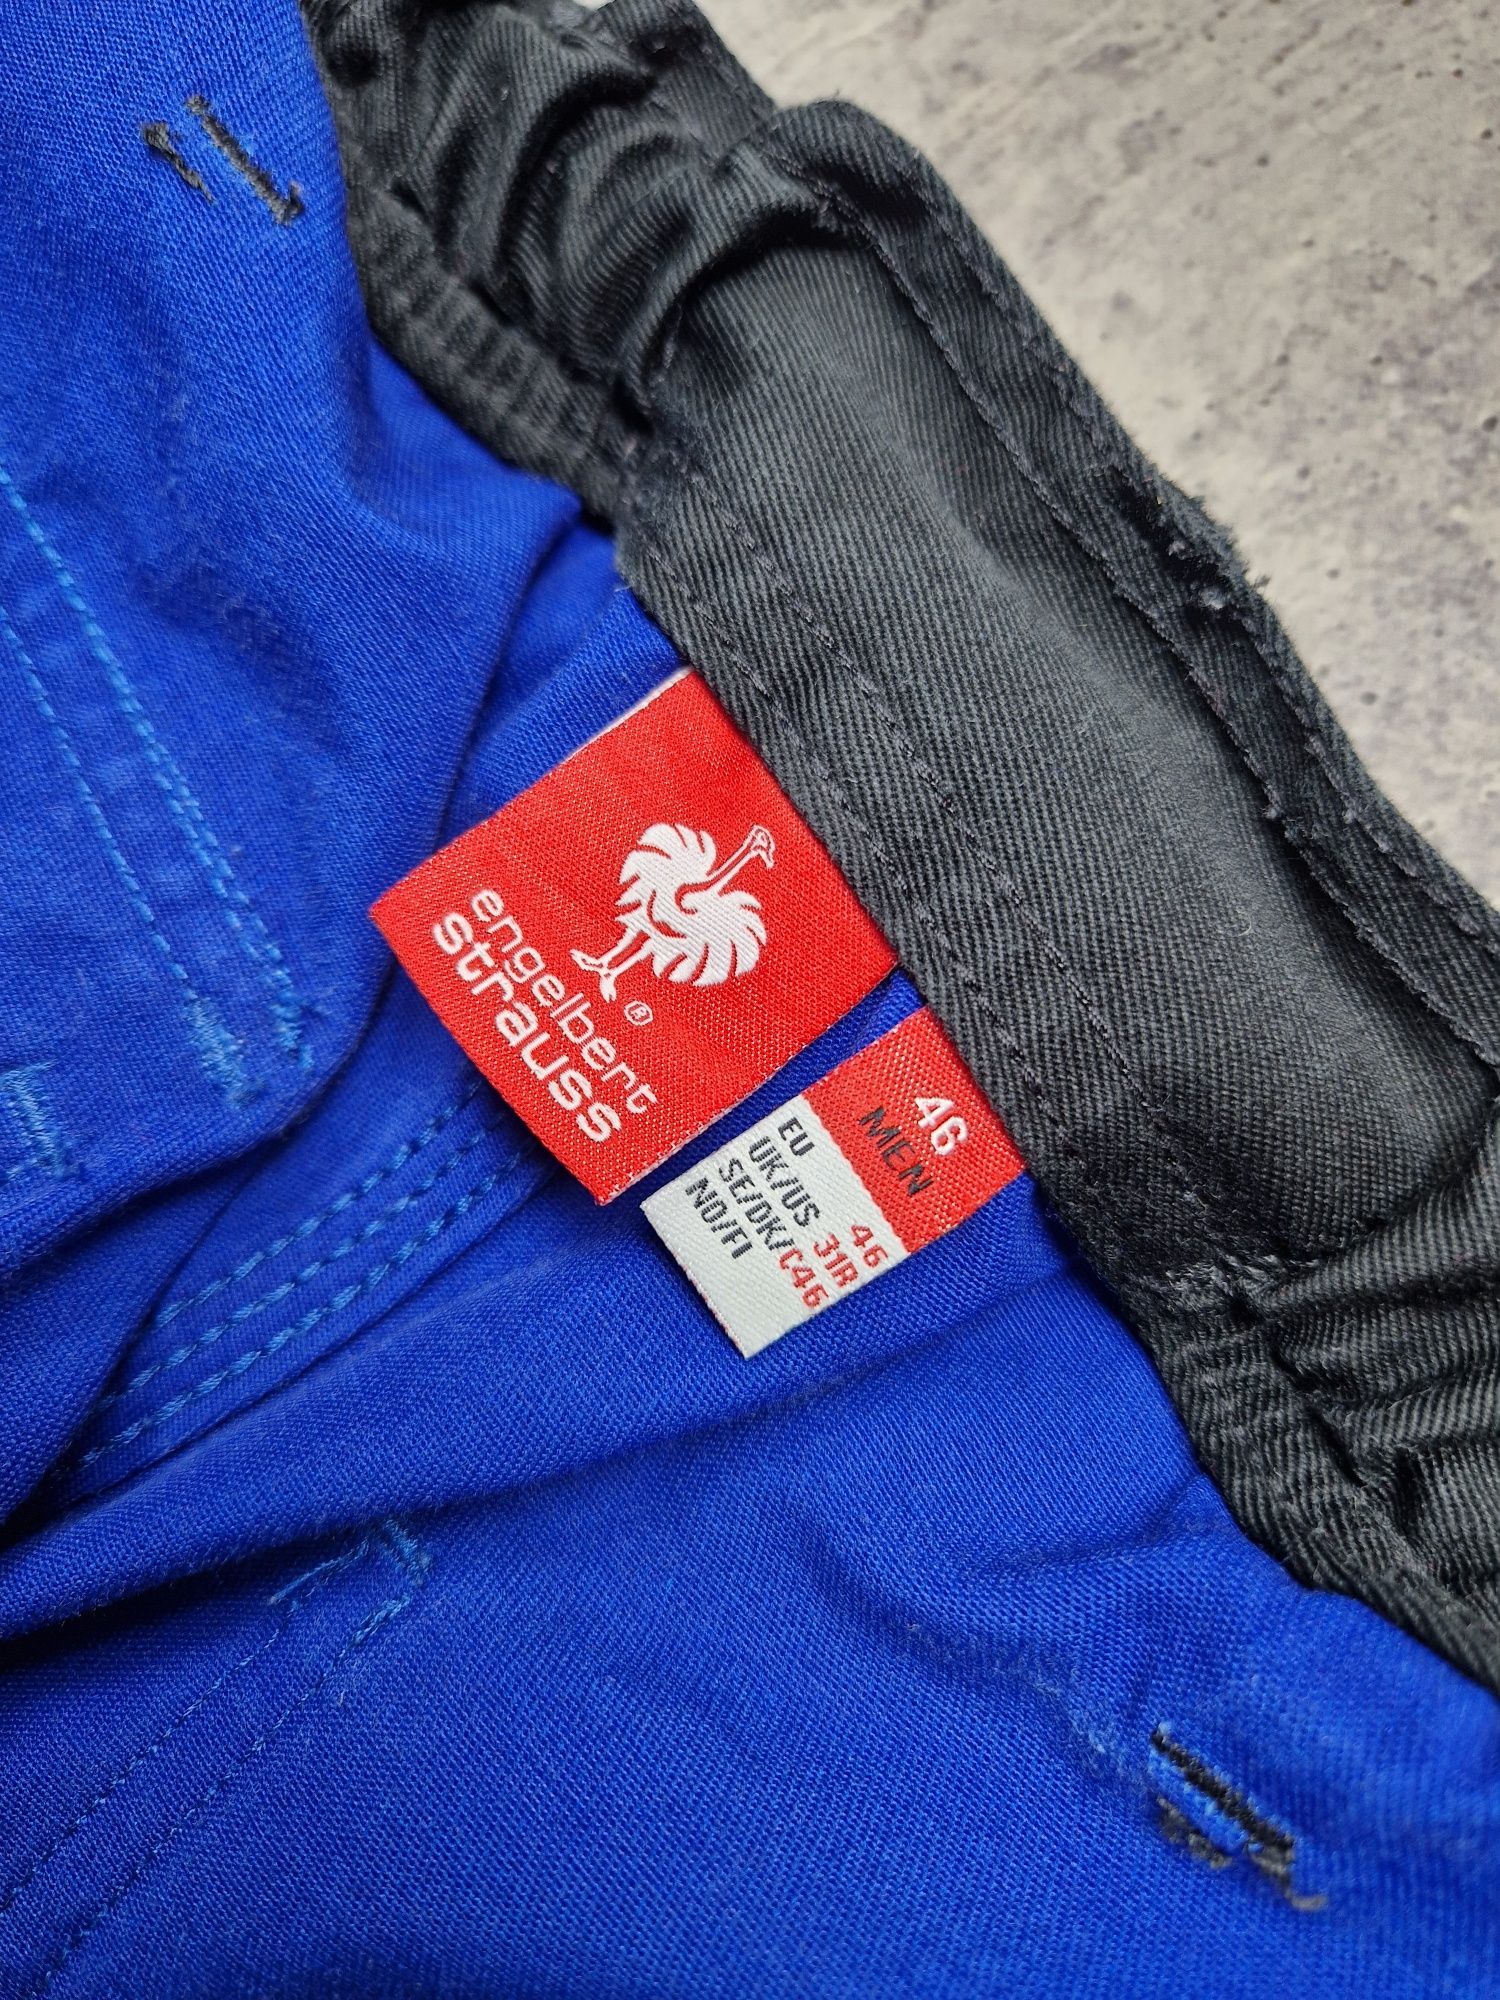 engelbert
strauss
®
46
MEN
EU 46
UK/US 31R
SE/DK/ C46
NO/FI